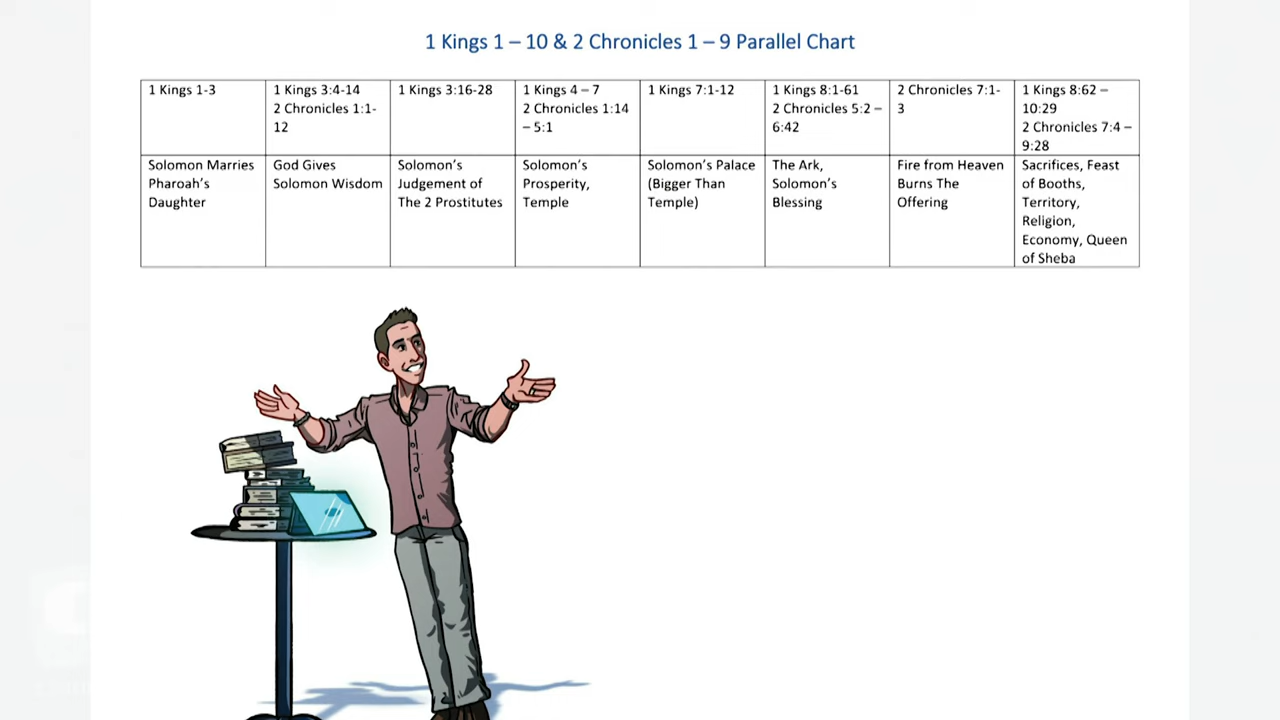 1 Kings 1 – 10 & 2 Chronicles 1 – 9 Parallel Chart
1 Kings 1-3
1 Kings 3:4-14
2 Chronicles 1:1-
12
1 Kings 3:16-28
1 Kings 4 – 7
2 Chronicles 1:14
– 5:1
1 Kings 7:1-12
1 Kings 8:1-61
2 Chronicles 5:2 –
6:42
2 Chronicles 7:1-
3
1 Kings 8:62 –
10:29
2 Chronicles 7:4 –
9:28
Solomon Marries
Pharoah's
Daughter
God Gives
Solomon Wisdom
Solomon's
Judgement of
The 2 Prostitutes
Solomon's
Prosperity,
Temple
Solomon's Palace
(Bigger Than
Temple)
The Ark,
Solomon's
Blessing
Fire from Heaven
Burns The
Offering
Sacrifices, Feast
of Booths,
Territory,
Religion,
Economy, Queen
of Sheba